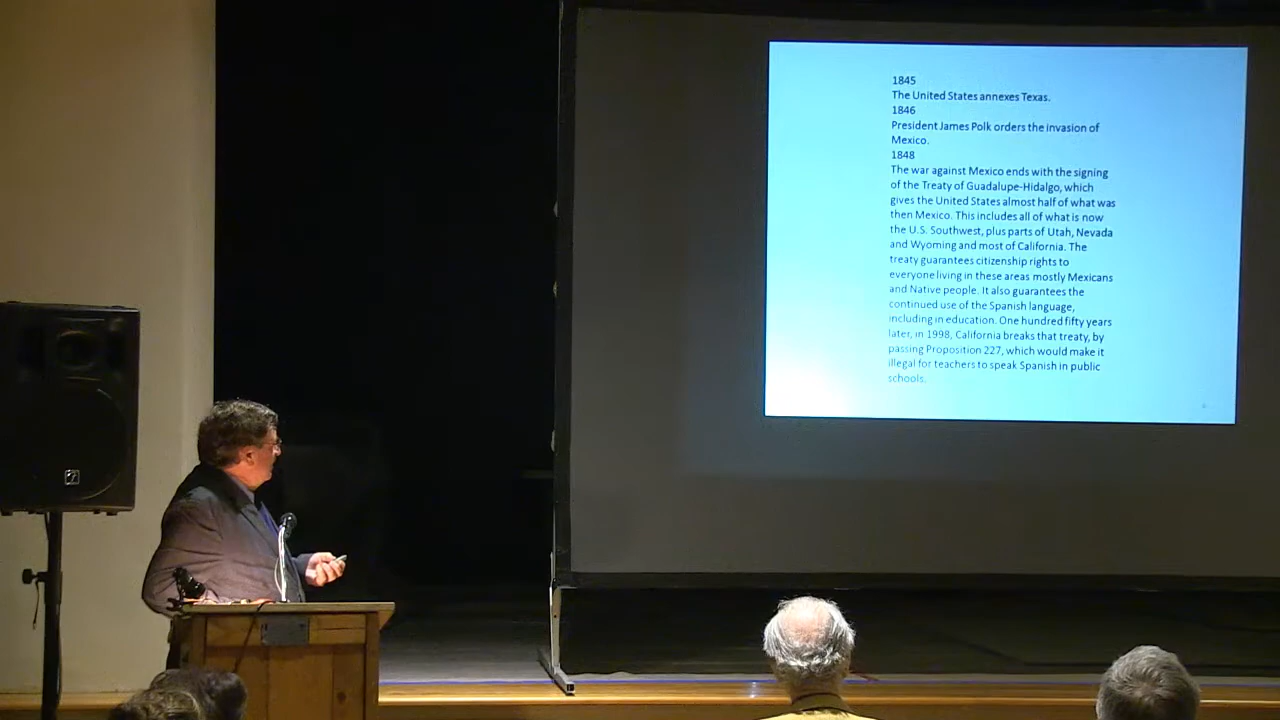 1845
The United States annexes Texas.
1846
President James Polk orders the invasion of
Mexico.
1848
The war against Mexico ends with the signing
of the Treaty of Guadalupe-Hidalgo, which
gives the United States almost half of what was
then Mexico. This includes all of what is now
the U.S. Southwest, plus parts of Utah, Nevada
and Wyoming and most of California. The
treaty guarantees citizenship rights to
everyone living in these areas mostly Mexicans
and Native people. It also guarantees the
continued use of the Spanish language,
including in education. One hundred fifty years
later, in 1998, California breaks that treaty, by
passing Proposition 227, which would make it
illegal for teachers to speak Spanish in public
schools.